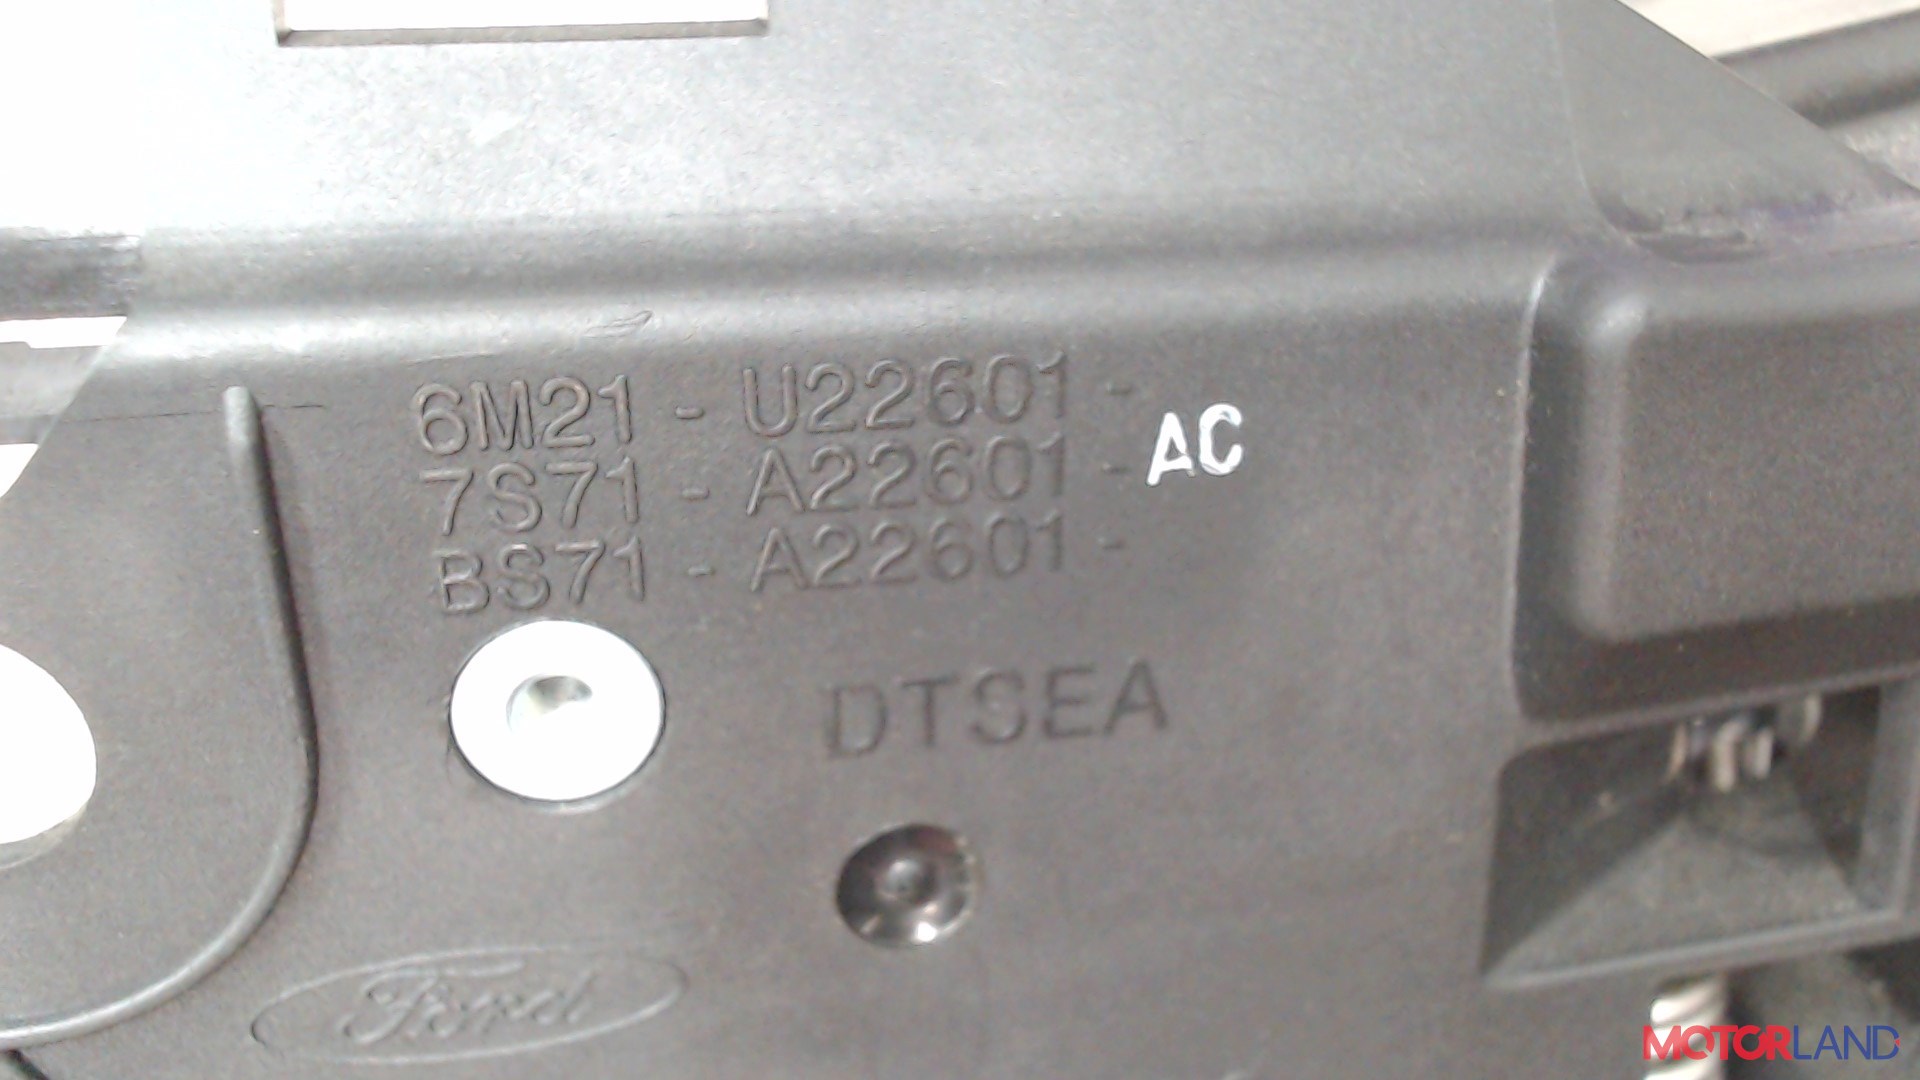 6M21 - U22601 -
7S71 - A22601 - AC
BS71 - A22601 -
DTSEA
Ford
MOTORLAND